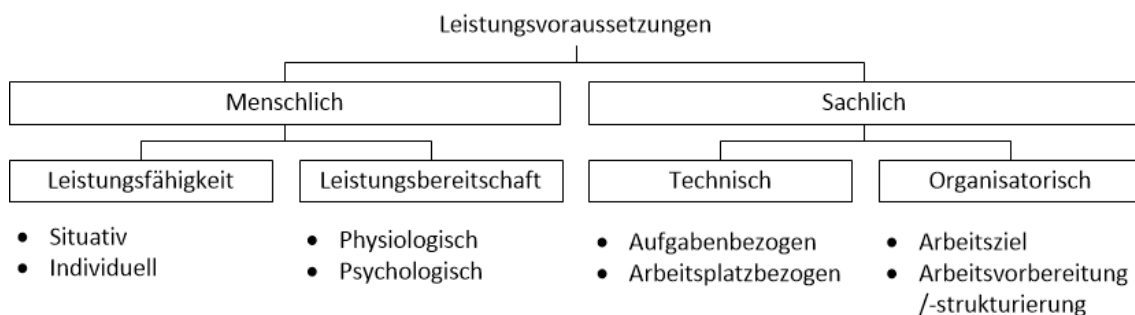 Leistungsvoraussetzungen
Menschlich
Sachlich
Leistungsfähigkeit
Leistungsbereitschaft
Technisch
Organisatorisch
• Situativ
• Individuell
• Physiologisch
• Psychologisch
• Aufgabenbezogen
• Arbeitsplatzbezogen
• Arbeitsziel
• Arbeitsvorbereitung
/-strukturierung